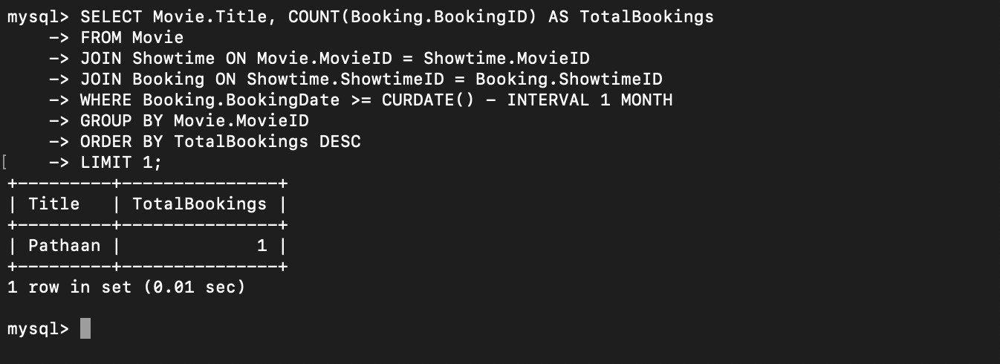 mysql> SELECT Movie.Title, COUNT(Booking.BookingID) AS TotalBookings
    -> FROM Movie
    -> JOIN Showtime ON Movie.MovieID = Showtime.MovieID
    -> JOIN Booking ON Showtime.ShowtimeID = Booking.ShowtimeID
    -> WHERE Booking.BookingDate >= CURDATE() - INTERVAL 1 MONTH
    -> GROUP BY Movie.MovieID
    -> ORDER BY TotalBookings DESC
[    -> LIMIT 1;
+---------+---------------+
| Title   | TotalBookings |
+---------+---------------+
| Pathaan |             1 |
+---------+---------------+
1 row in set (0.01 sec)
mysql>